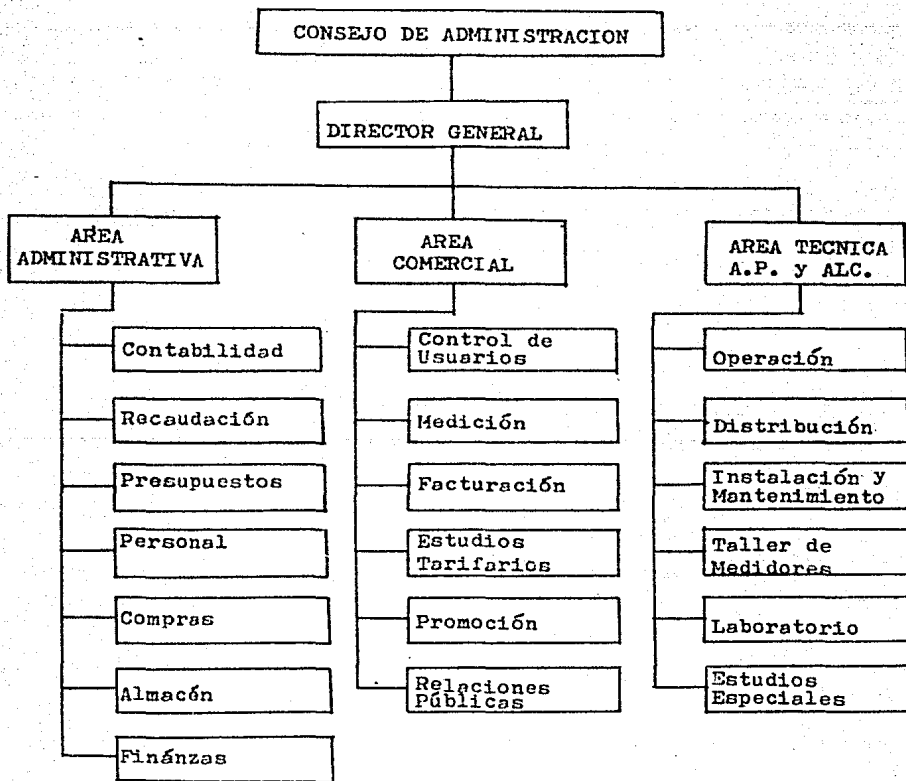 CONSEJO DE ADMINISTRACION
DIRECTOR GENERAL
AREA
ADMINISTRATIVA
Contabilidad
Recaudación
Presupuestos
Personal
Compras
Almacén
Finánzas
AREA
COMERCIAL
Control de
Usuarios
Medición
Facturación
Estudios
Tarifarios
Promoción
Relaciones
Públicas
AREA TECNICA
A.P. y ALC.
Operación
Distribución
Instalación y
Mantenimiento
Taller de
Medidores
Laboratorio
Estudios
Especiales